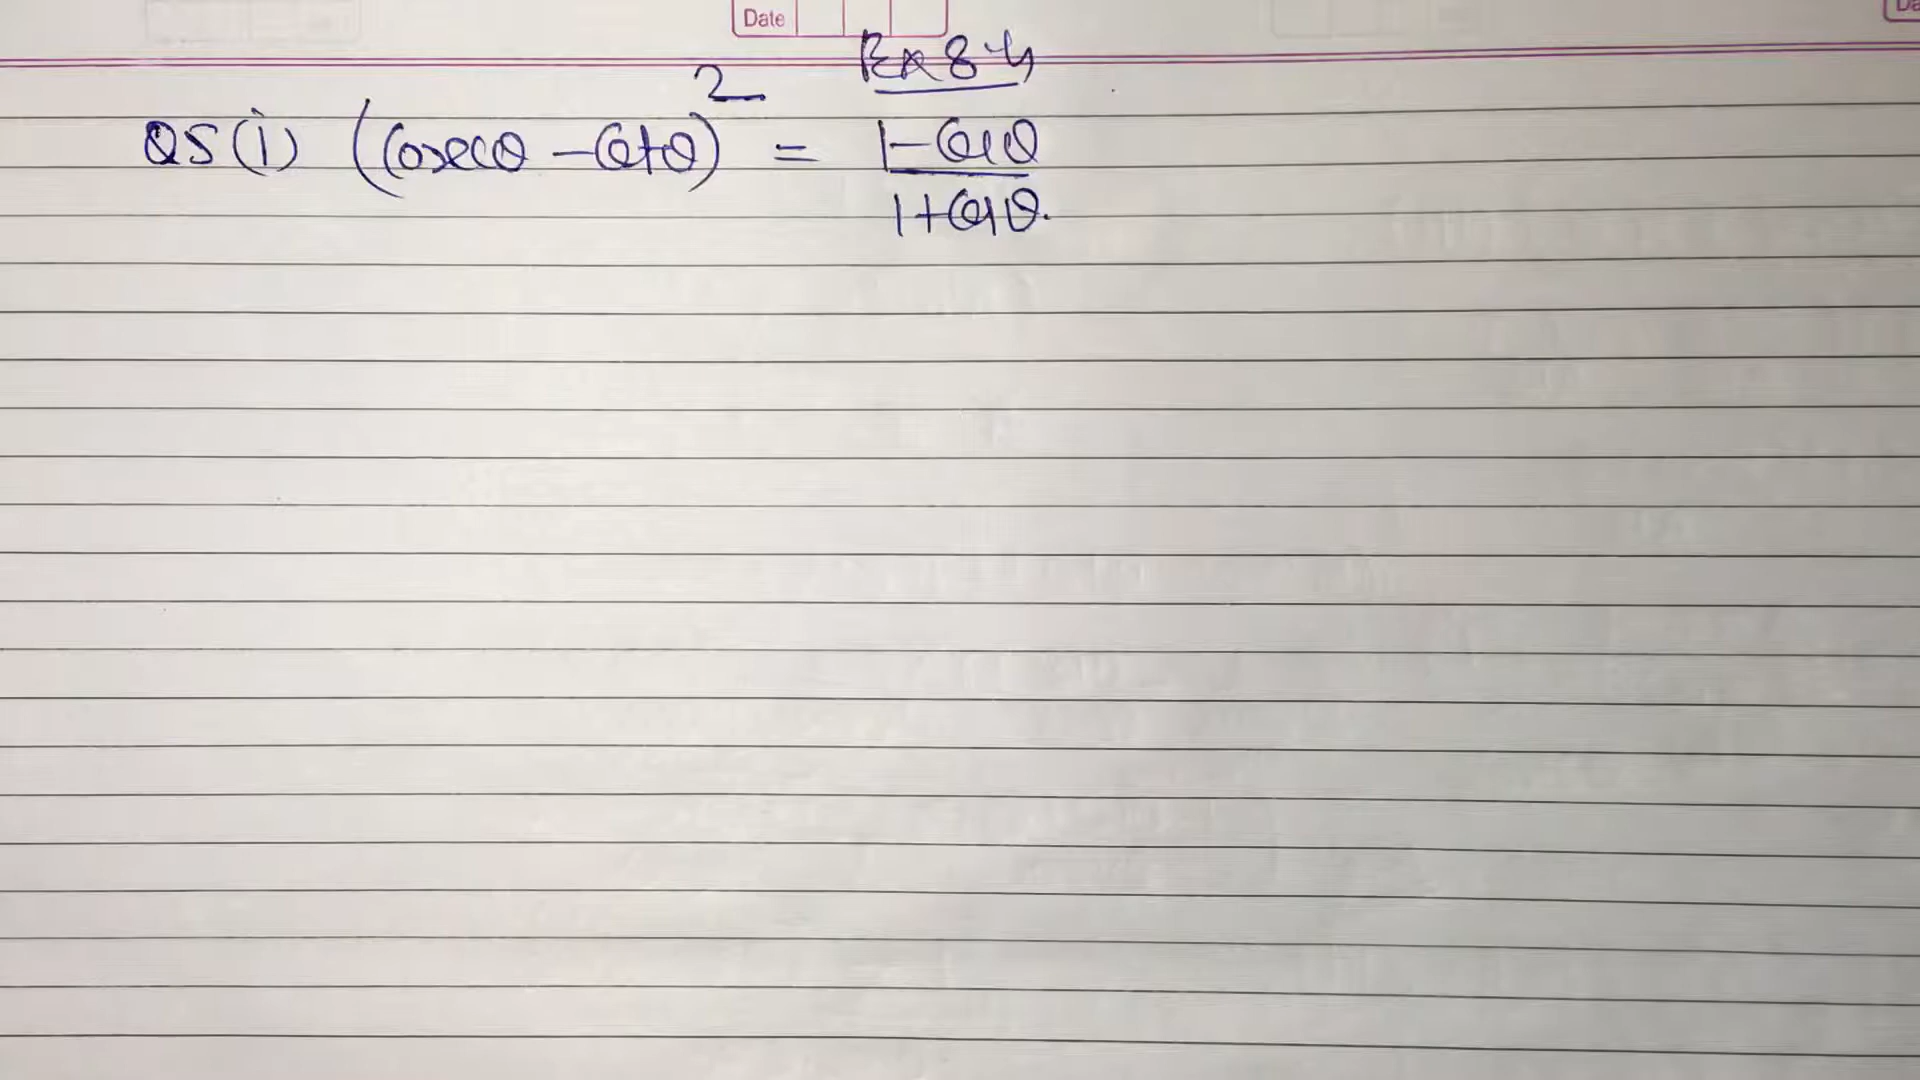 Date
Ex 8.4
Q5(i) (Cosecθ - Cotθ)² = 1-Cosθ
1+Cosθ.